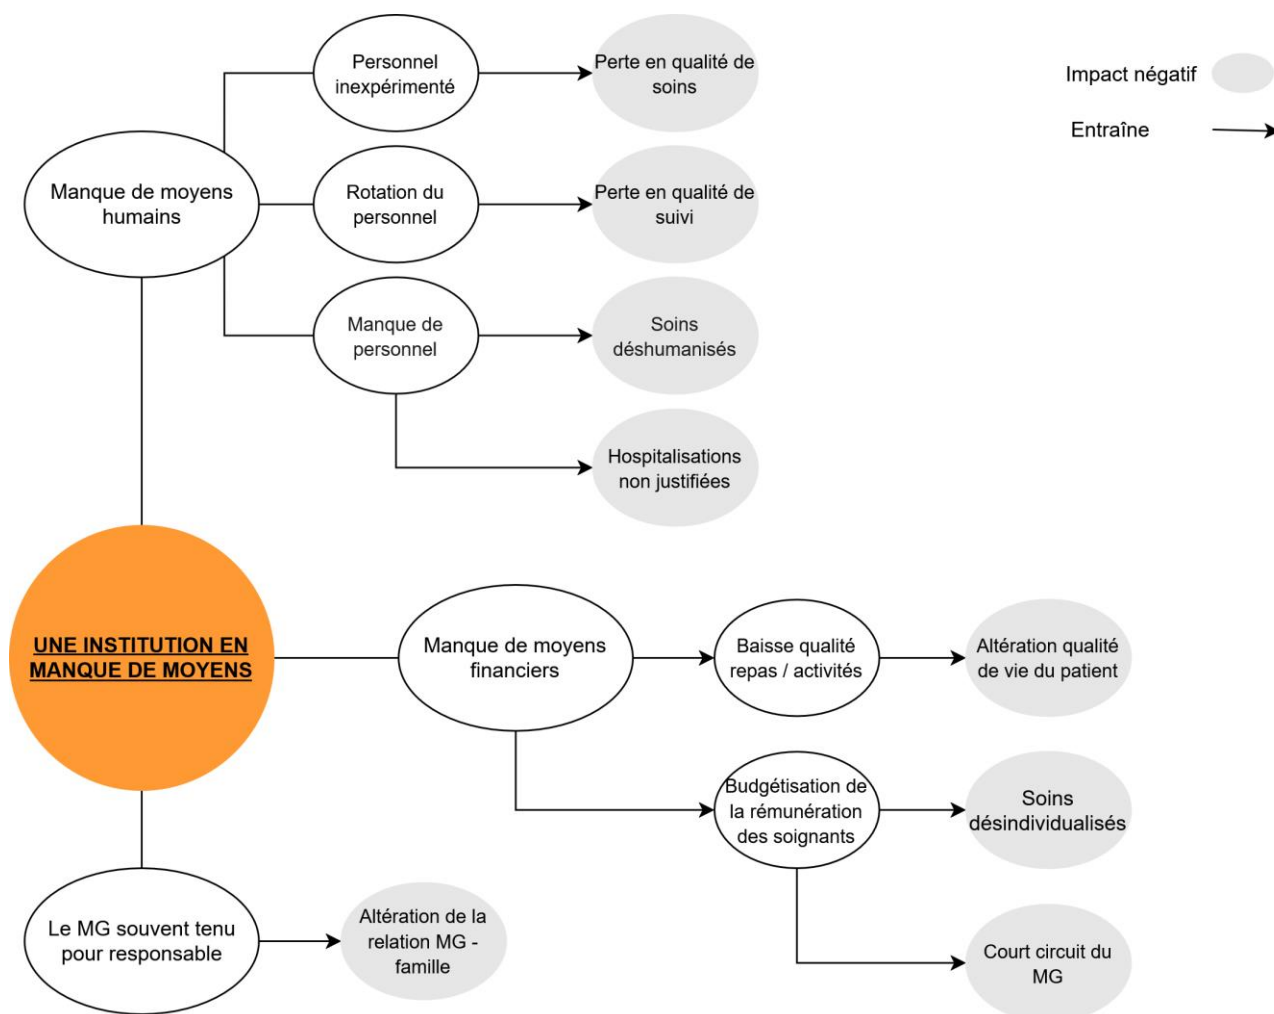 Personnel
inexpérimenté
Perte en qualité de
soins
Impact négatif
Entraîne
Manque de moyens
humains
Rotation du
personnel
Perte en qualité de
suivi
Manque de
personnel
Soins
déshumanisés
Hospitalisations
non justifiées
UNE INSTITUTION EN
MANQUE DE MOYENS
Manque de moyens
financiers
Baisse qualité
repas / activités
Altération qualité
de vie du patient
Budgétisation de
la rémunération
des soignants
Soins
désindividualisés
Le MG souvent tenu
pour responsable
Altération de la
relation MG -
famille
Court circuit du
MG